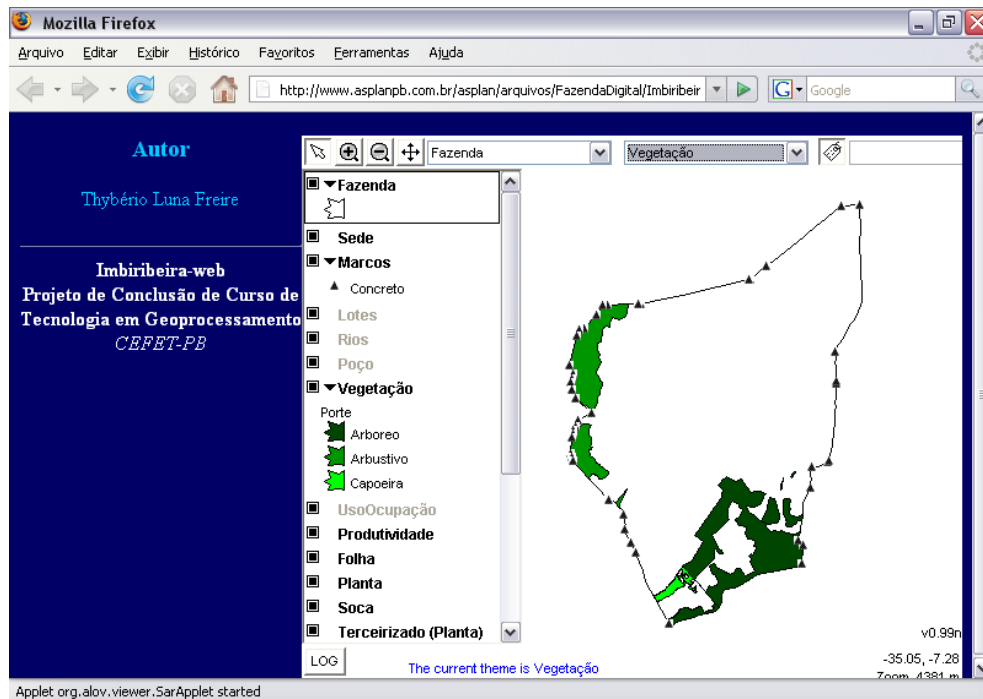 Mozilla Firefox
Arquivo Editar Exibir Histórico Favoritos Ferramentas Ajuda
http://www.asplanpb.com.br/asplan/arquivos/FazendaDigital/Imbiribeir
G Google
Autor
Thybério Luna Freire
Imbiribeira-web
Projeto de Conclusão de Curso de
Tecnologia em Geoprocessamento
CEFET-PB
Fazenda Vegetação
Fazenda
Sede
Marcos
Concreto
Lotes
Rios
Poço
Vegetação
Porte
Arboreo
Arbustivo
Capoeira
UsoOcupação
Produtividade
Folha
Planta
Soca
Terceirizado (Planta)
LOG
The current theme is Vegetação
v0.99n
-35.05, -7.28
Zoom 4381 m
Applet org.alov.viewer.SarApplet started